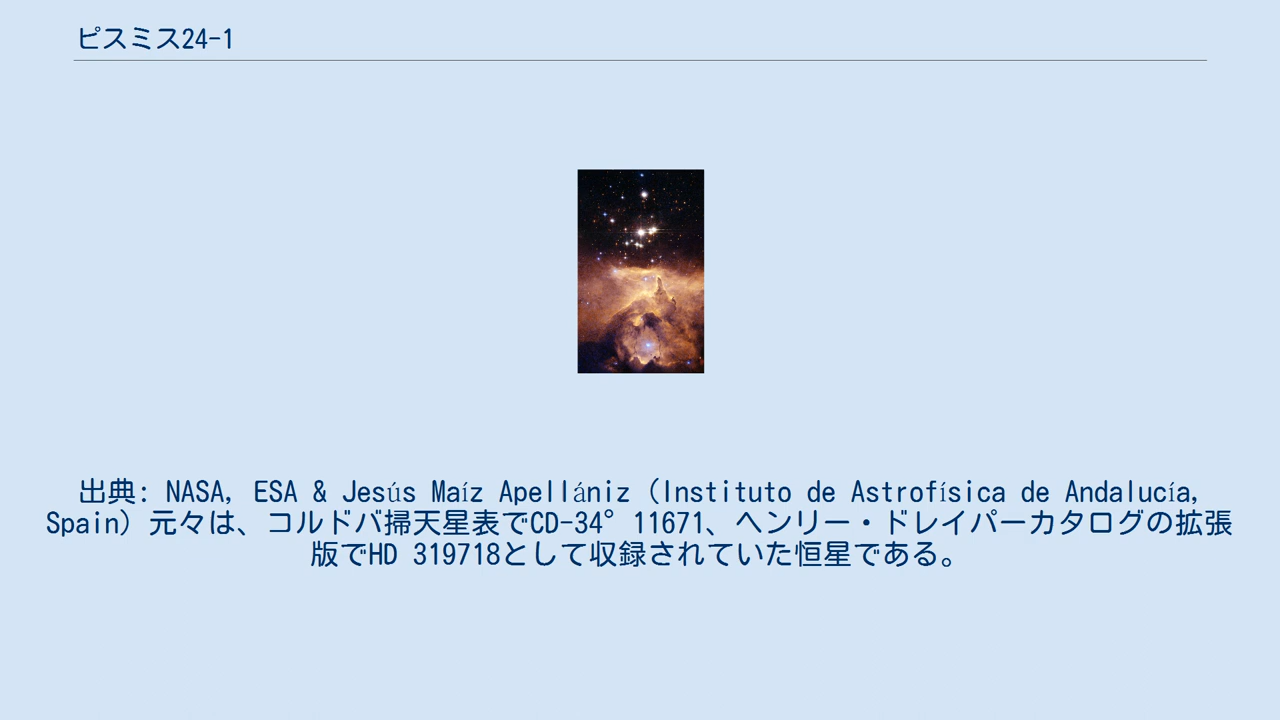 ピスミス24-1
出典: NASA, ESA & Jesús Maíz Apellániz (Instituto de Astrofísica de Andalucía,
Spain) 元々は、コルドバ掃天星表でCD-34°11671、ヘンリー・ドレイパーカタログの拡張
版でHD 319718として収録されていた恒星である。